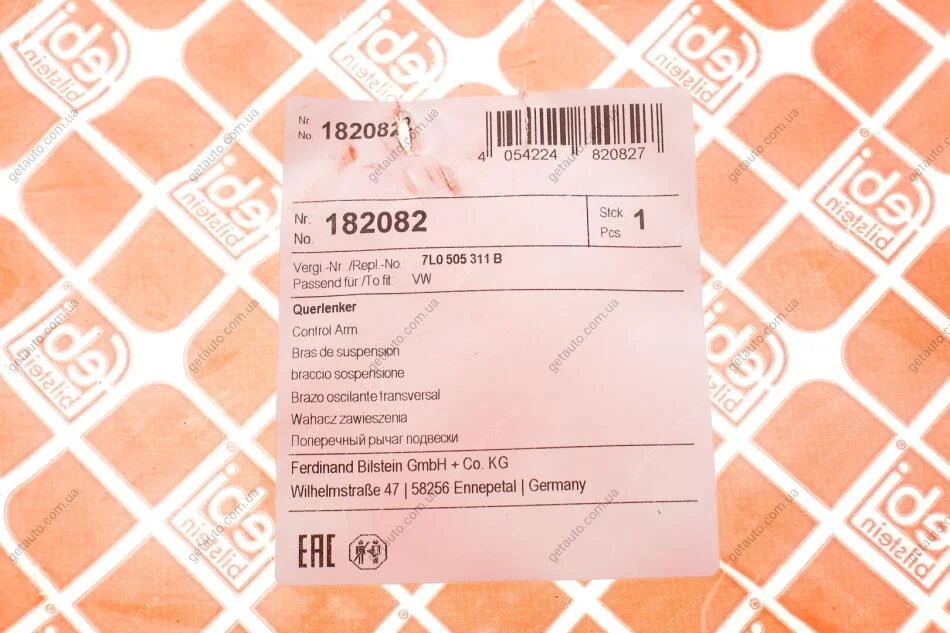 Nr.
No. 182082
4 054224 820827
Nr.
No. 182082
Stck.
Pcs. 1
Vergl.-Nr. /Repl.-No.: 7L0 505 311 B
Passend für:/To fit: VW
Querlenker
Control Arm
Bras de suspension
braccio sospensione
Brazo oscilante transversal
Wahacz zawieszenia
Поперечный рычаг подвески
Ferdinand Bilstein GmbH + Co. KG
Wilhelmstraße 47 | 58256 Ennepetal | Germany
EAC
febi
bilstein
getauto.com.ua